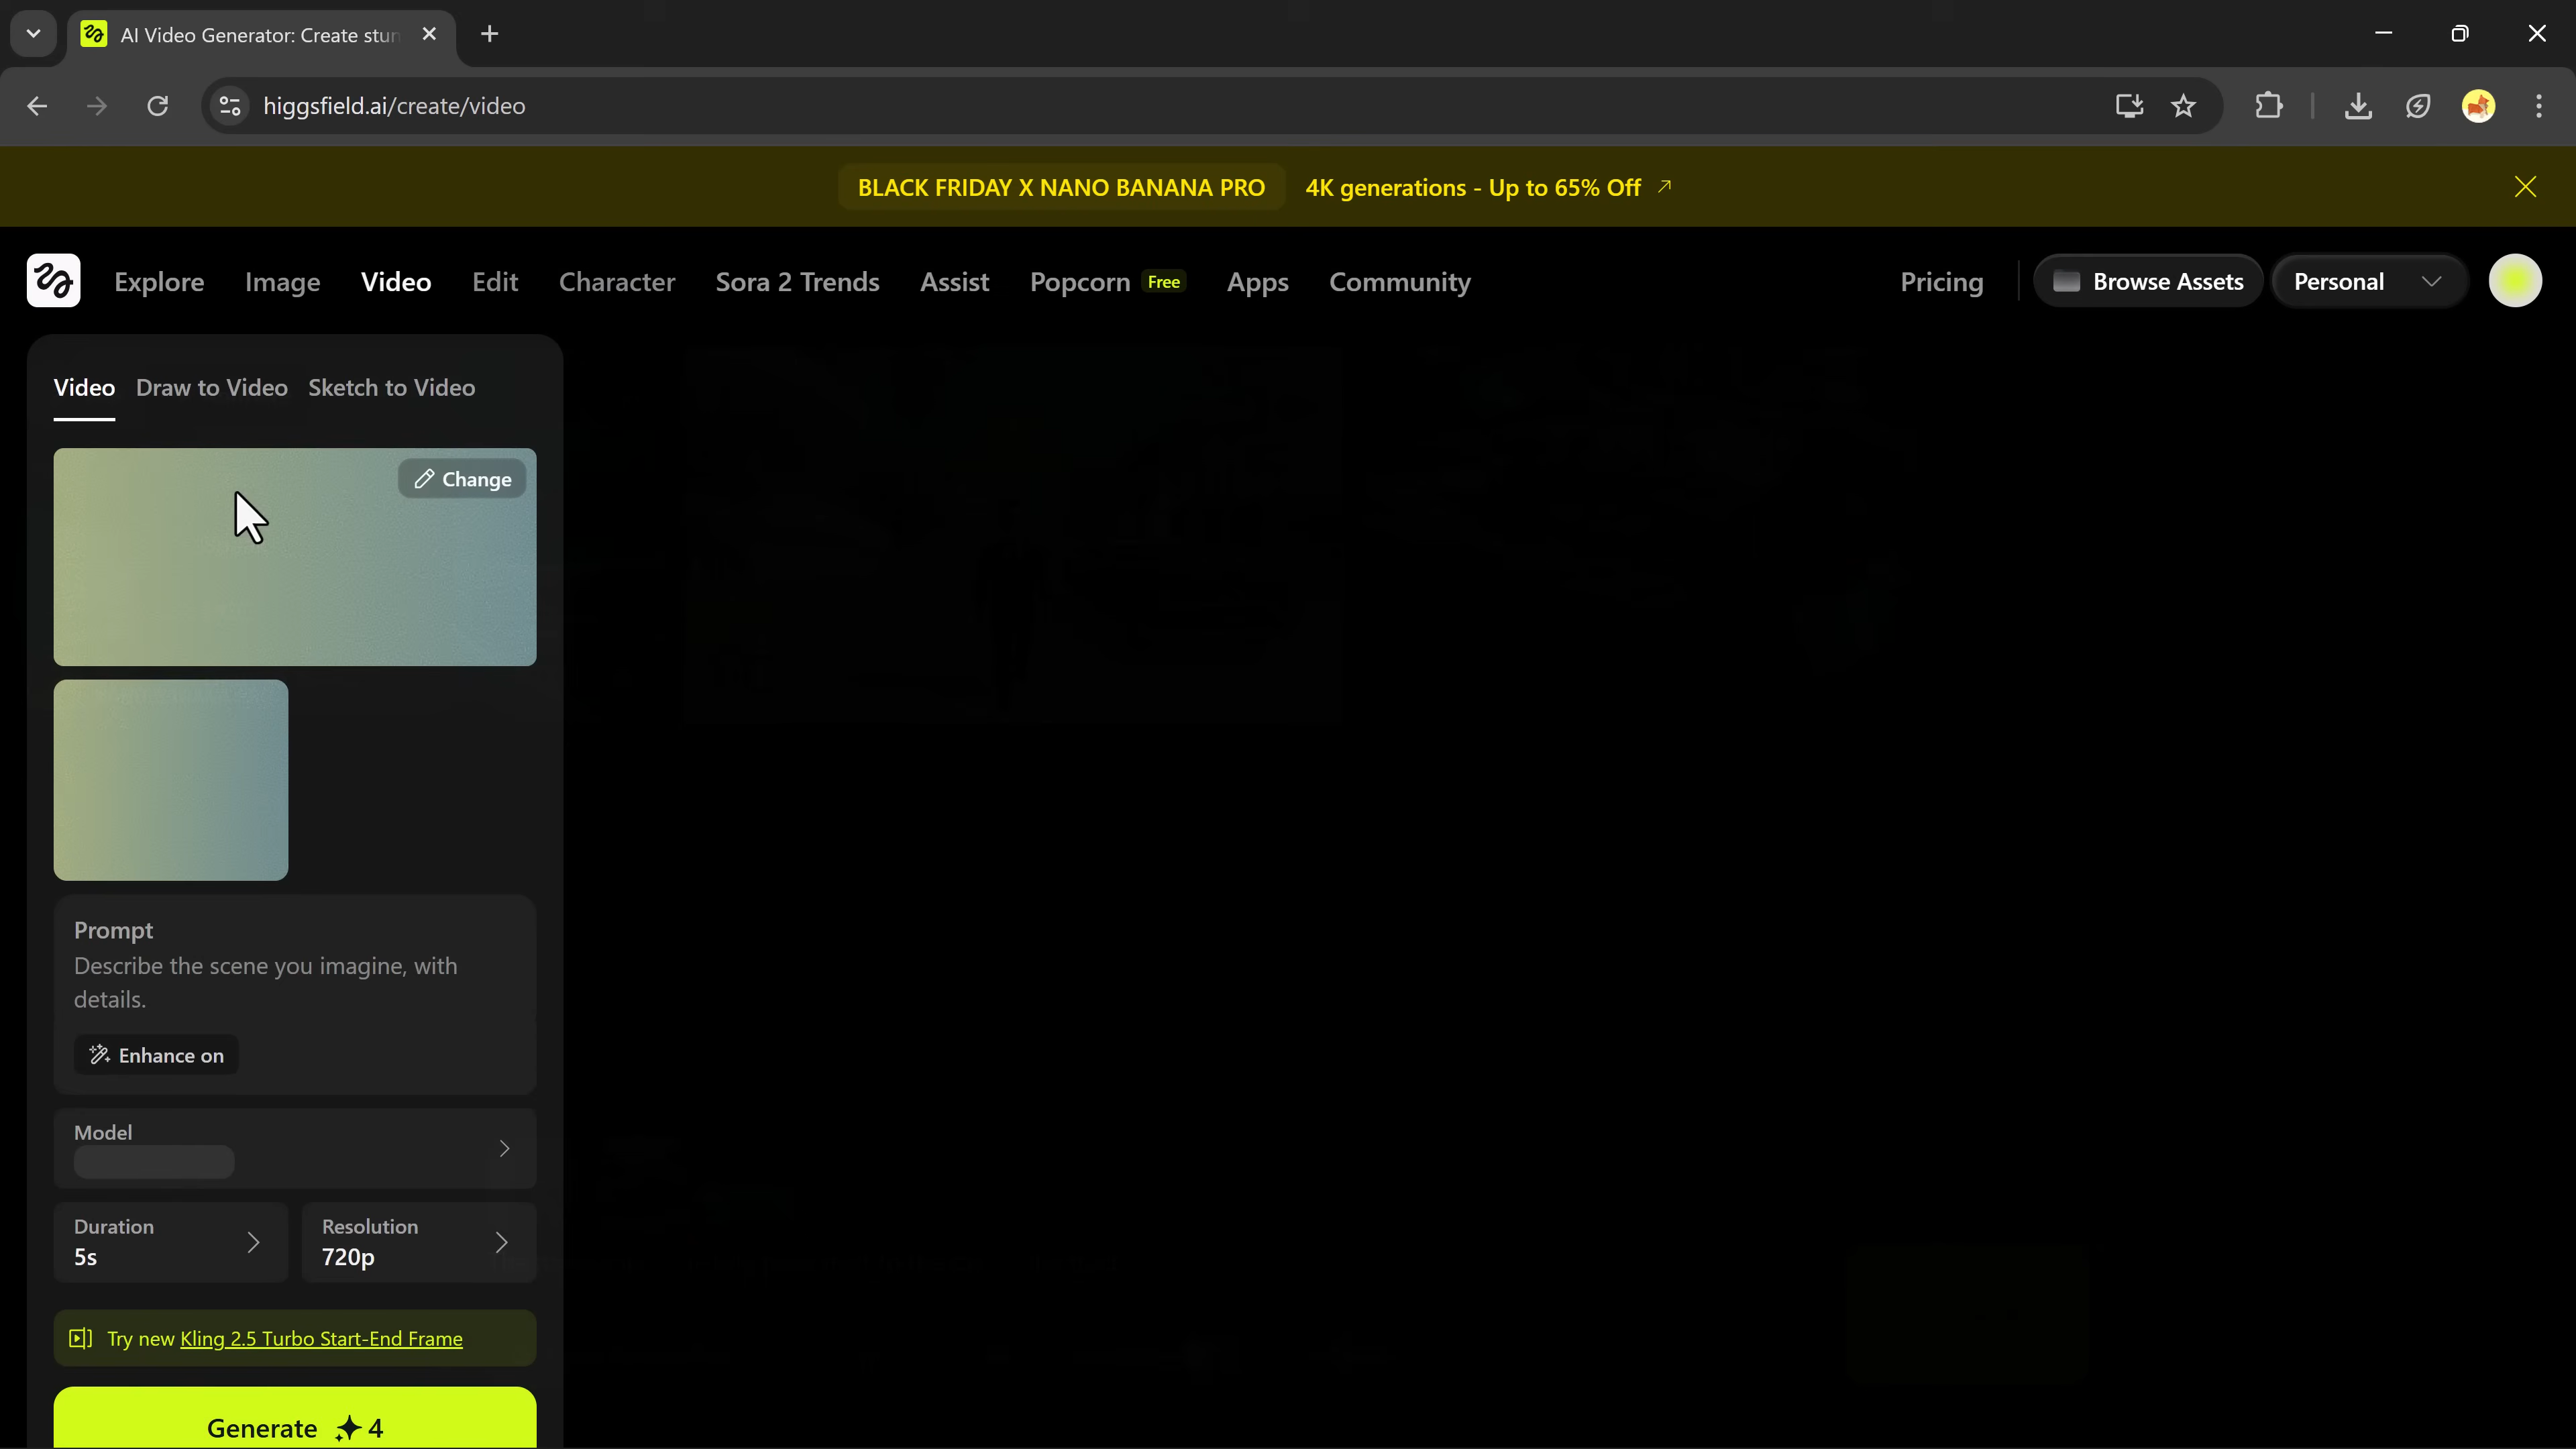 AI Video Generator: Create stun
higgsfield.ai/create/video
BLACK FRIDAY X NANO BANANA PRO 4K generations - Up to 65% Off
Explore Image Video Edit Character Sora 2 Trends Assist Popcorn Free Apps Community Pricing Browse Assets Personal
Video Draw to Video Sketch to Video
Change
Prompt
Describe the scene you imagine, with
details.
Enhance on
Model
Duration Resolution
5s 720p
Try new Kling 2.5 Turbo Start-End Frame
Generate 4